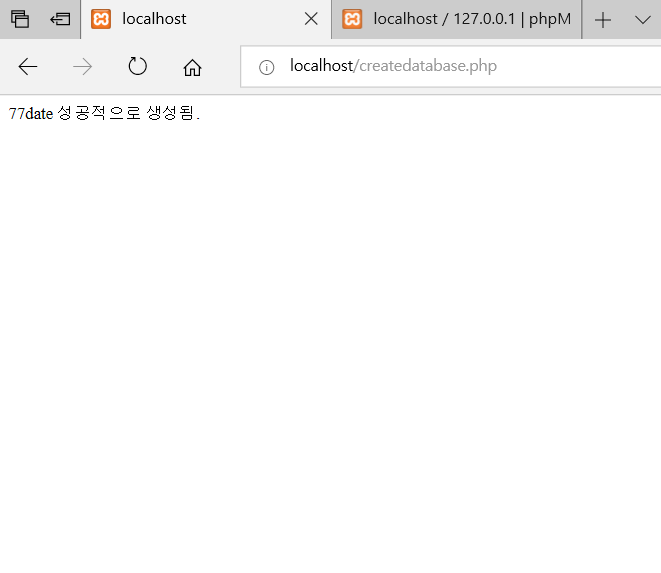 localhost
localhost / 127.0.0.1 | phpM
localhost/createdatabase.php
77date 성공적으로 생성됨.